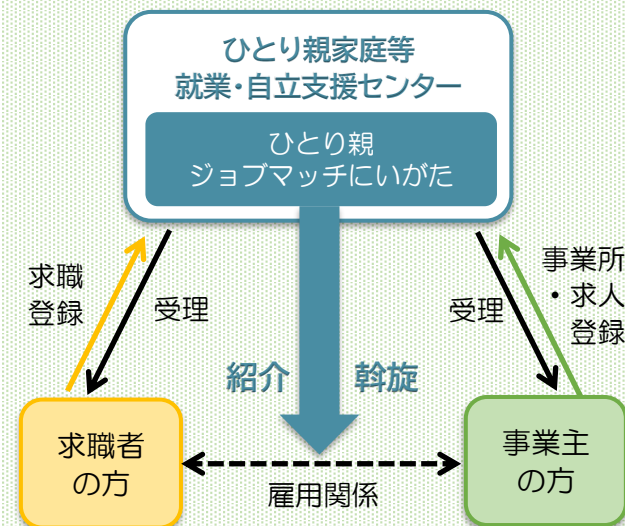 ひとり親家庭等
就業・自立支援センター
ひとり親
ジョブマッチにいがた
求職
登録
受理
受理
事業所
・求人
登録
紹介
斡旋
求職者
の方
雇用関係
事業主
の方